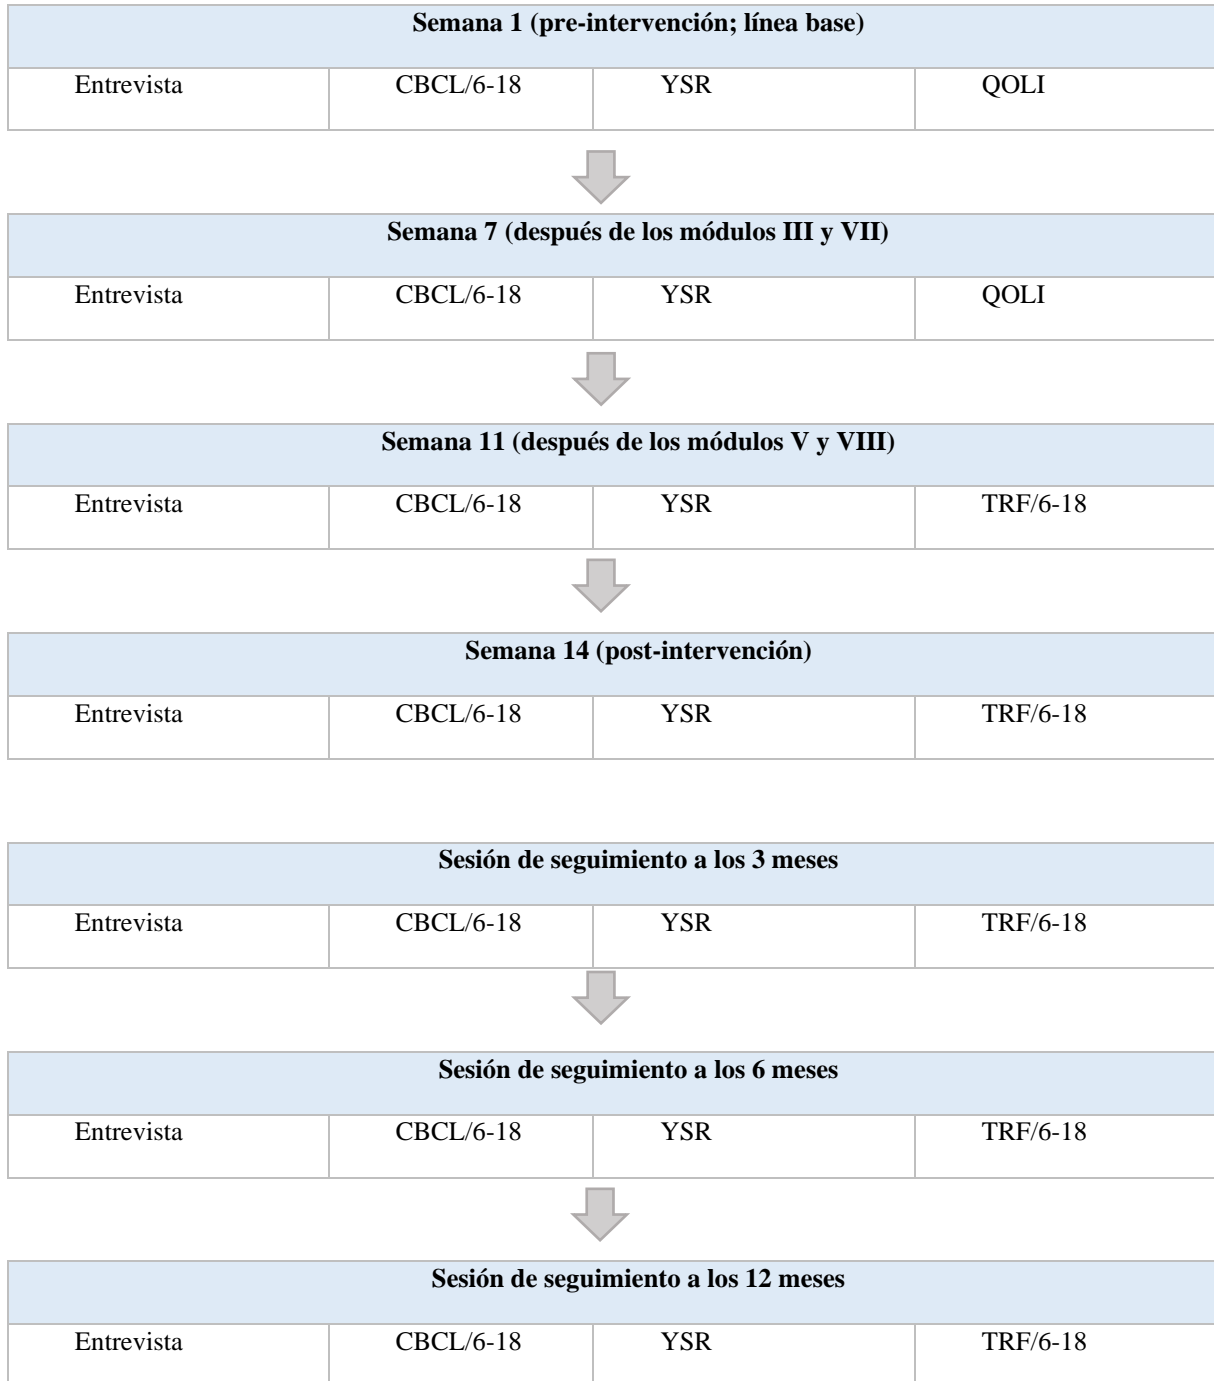 Semana 1 (pre-intervención; línea base)
Entrevista CBCL/6-18 YSR QOLI
Semana 7 (después de los módulos III y VII)
Entrevista CBCL/6-18 YSR QOLI
Semana 11 (después de los módulos V y VIII)
Entrevista CBCL/6-18 YSR TRF/6-18
Semana 14 (post-intervención)
Entrevista CBCL/6-18 YSR TRF/6-18
Sesión de seguimiento a los 3 meses
Entrevista CBCL/6-18 YSR TRF/6-18
Sesión de seguimiento a los 6 meses
Entrevista CBCL/6-18 YSR TRF/6-18
Sesión de seguimiento a los 12 meses
Entrevista CBCL/6-18 YSR TRF/6-18